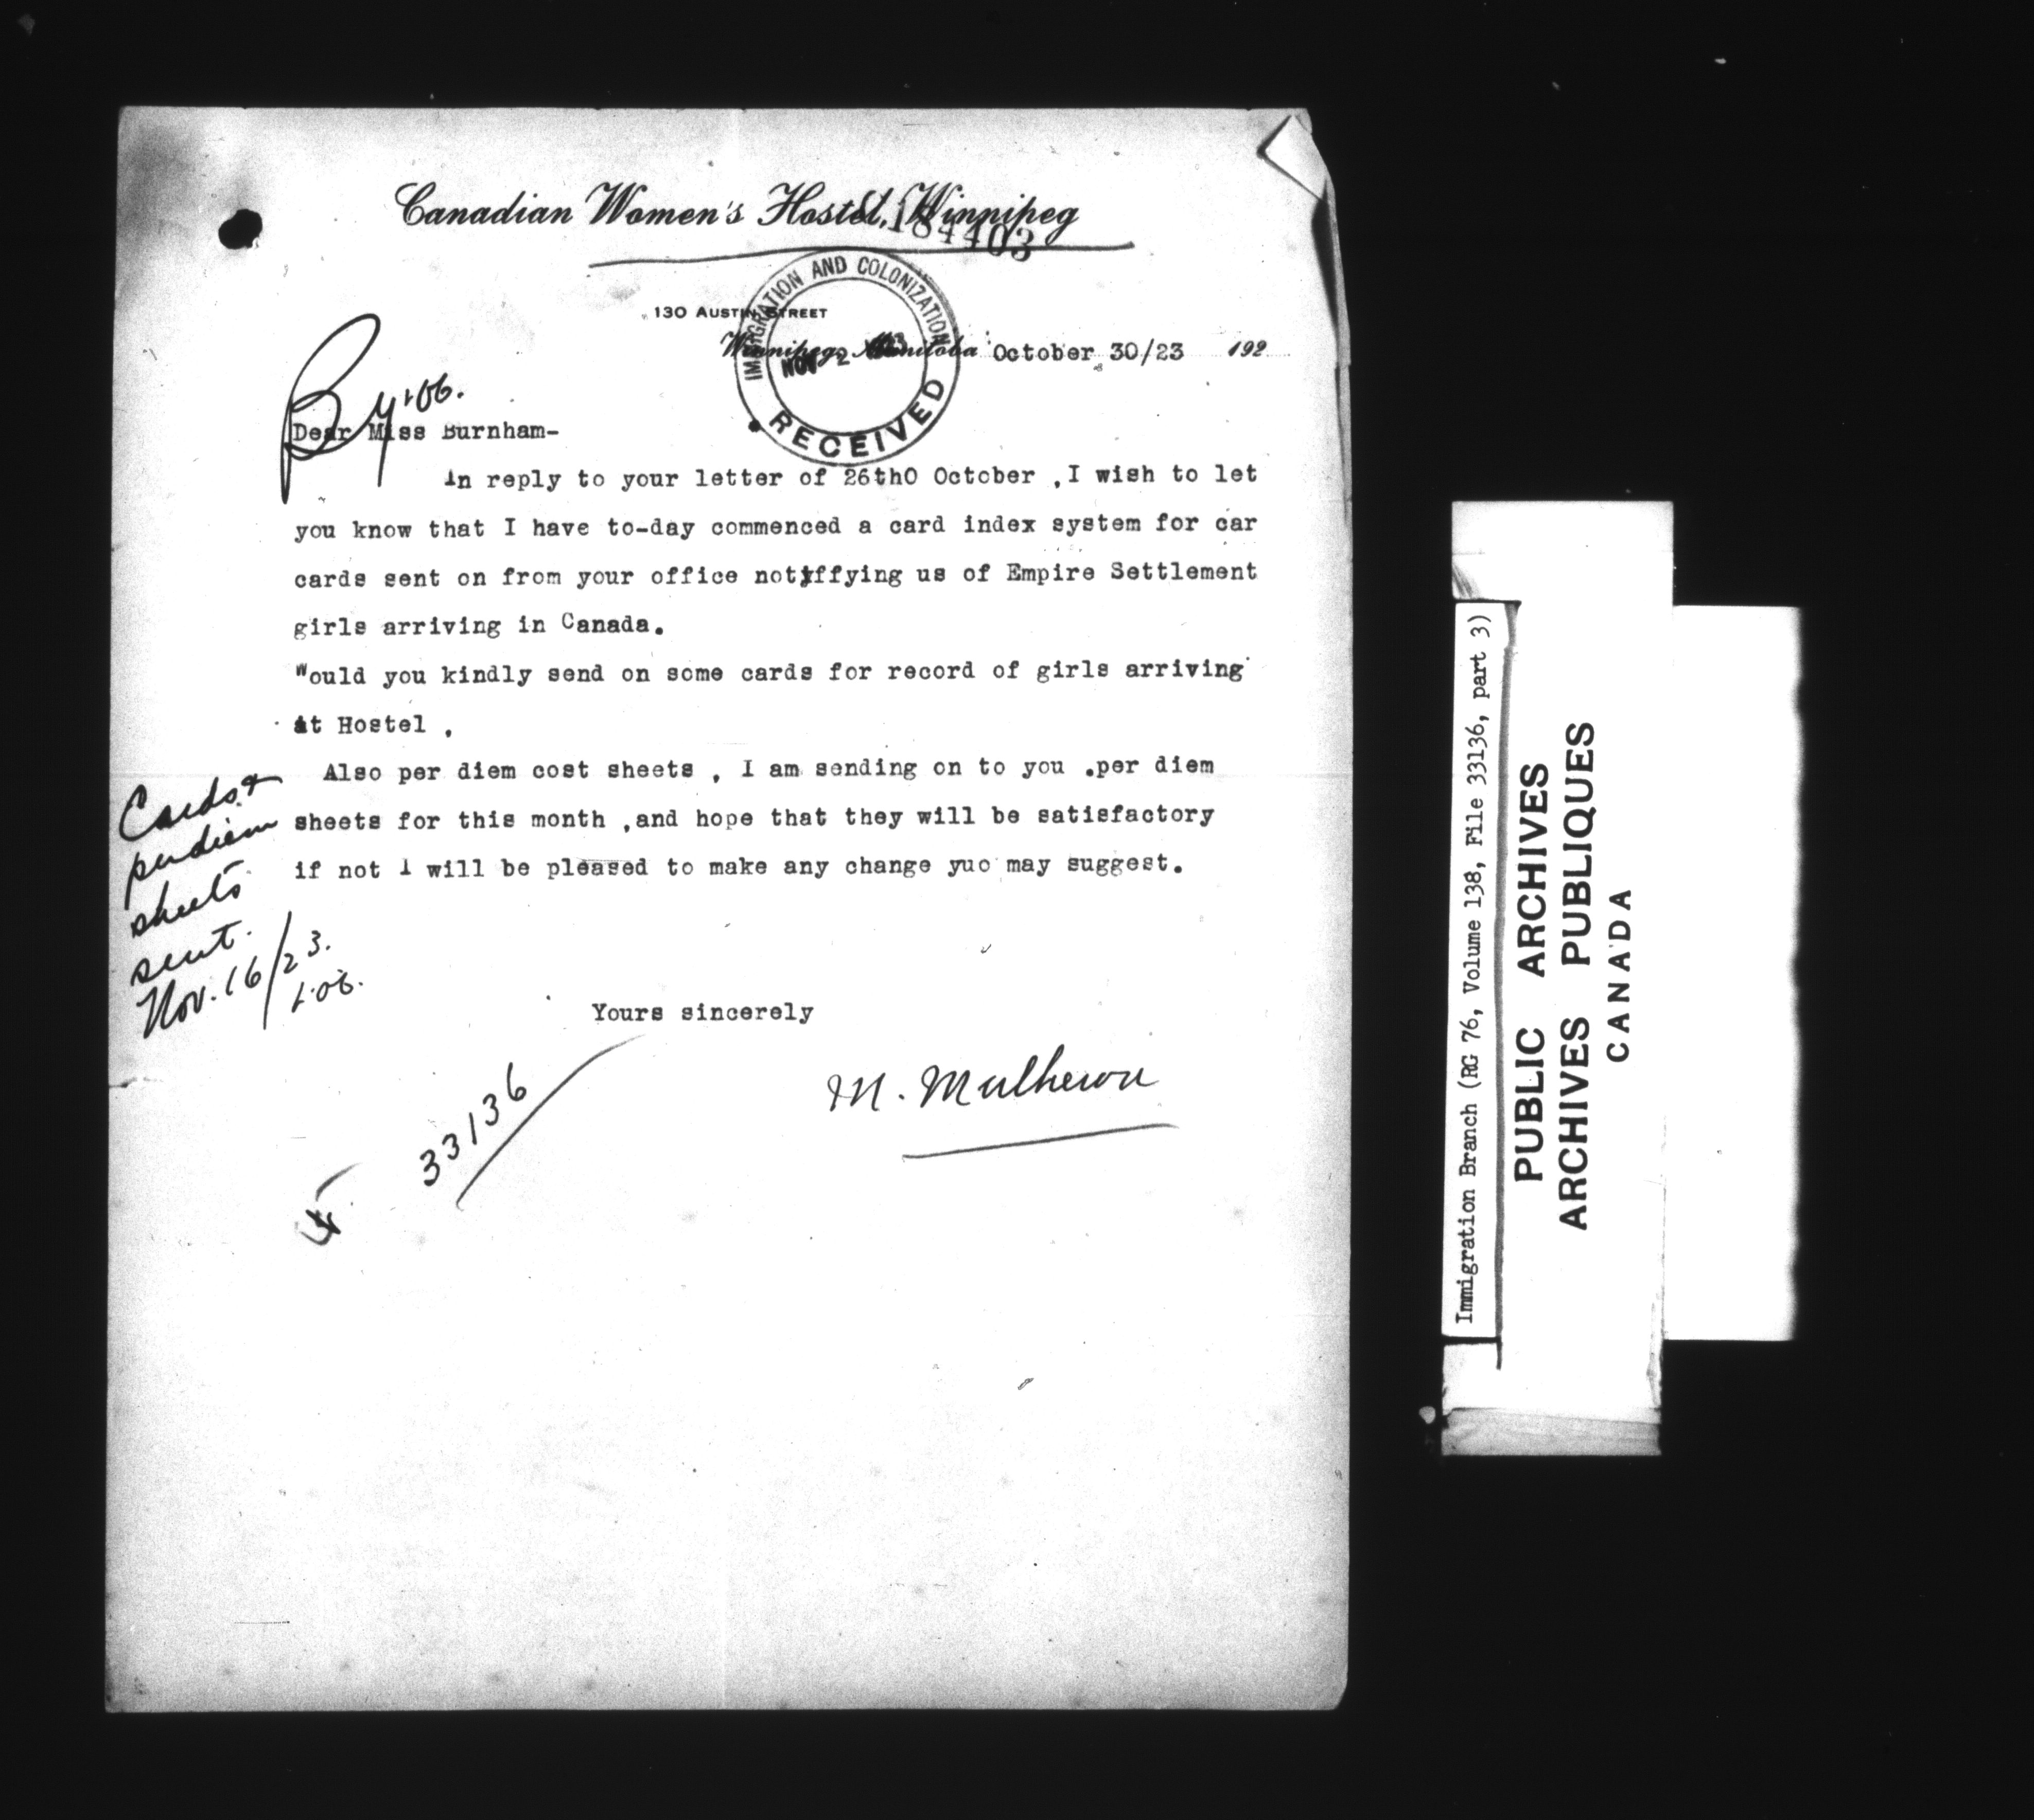 Canadian Women's Hostel, Winnipeg
184403
130 AUSTIN STREET
Winnipeg, Manitoba October 30/23 192
IMMIGRATION AND COLONIZATION
NOV 2 1923
RECEIVED
Dear Miss Burnham-
In reply to your letter of 26thO October ,I wish to let
you know that I have to-day commenced a card index system for car
cards sent on from your office notiffying us of Empire Settlement
girls arriving in Canada.
Would you kindly send on some cards for record of girls arriving
at Hostel .
Also per diem cost sheets , I am sending on to you .per diem
sheets for this month ,and hope that they will be satisfactory
if not I will be pleased to make any change yuo may suggest.
Cards &
per diem
sheets
sent.
Nov. 16/23.
Yours sincerely
M. Mulheron
33136
Immigration Branch (RG 76, Volume 138, File 33136, part 3)
PUBLIC ARCHIVES
ARCHIVES PUBLIQUES
CANADA